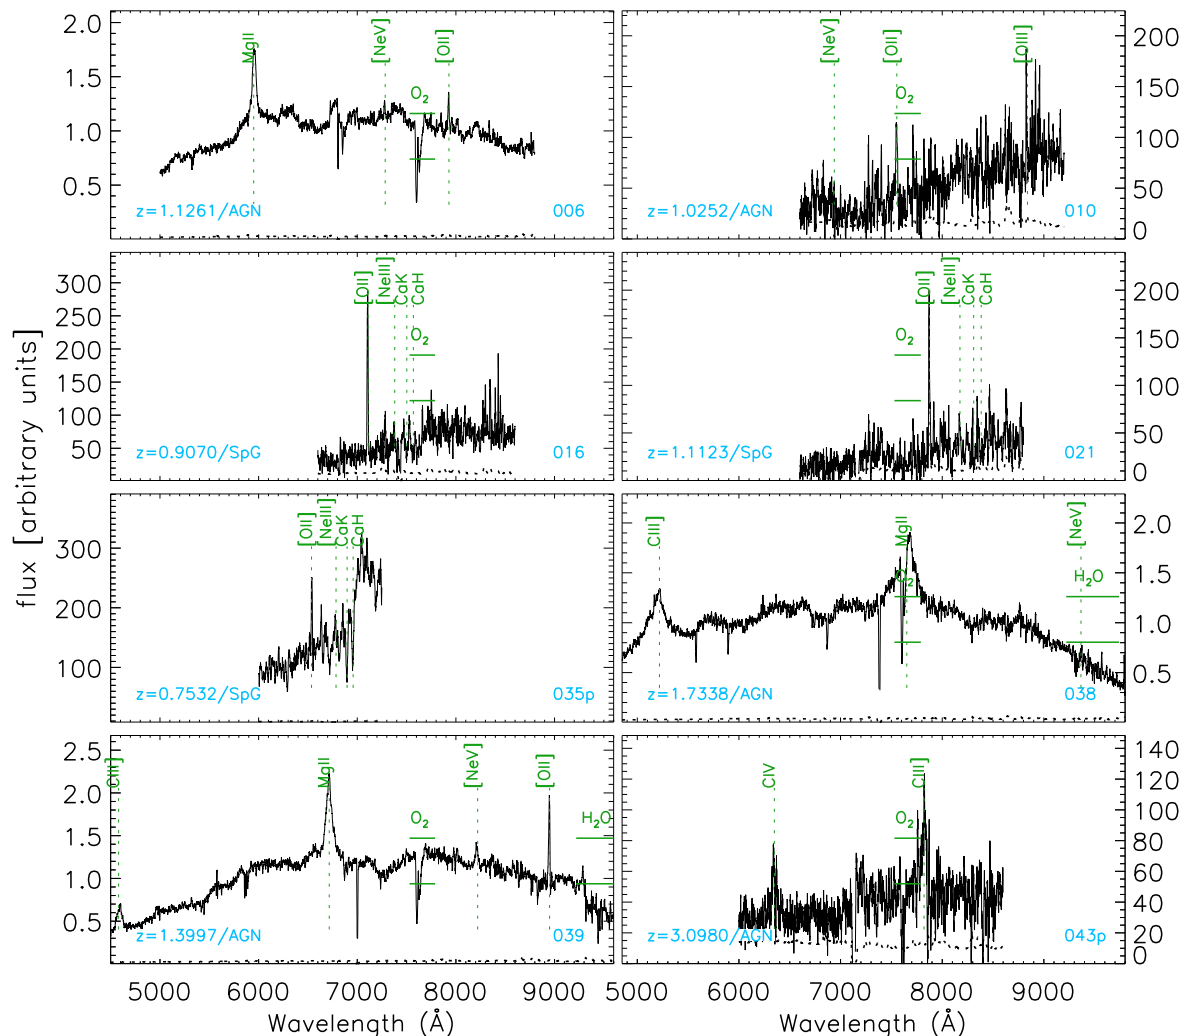 2.0
1.5
1.0
0.5
MgII
[NeV]
[OII]
O2
z=1.1261/AGN
006
200
150
100
50
0
[NeV]
[OII]
[OIII]
O2
z=1.0252/AGN
010
300
250
200
150
100
50
[OII]
[NeIII]
CaK
CaH
O2
z=0.9070/SpG
016
200
150
100
50
0
[OII]
[NeIII]
CaK
CaH
O2
z=1.1123/SpG
021
flux [arbitrary units]
300
200
100
[OII]
[NeIII]
CaK
CaH
z=0.7532/SpG
035p
2.0
1.5
1.0
0.5
CIII]
MgII
[NeV]
O2
H2O
z=1.7338/AGN
038
2.5
2.0
1.5
1.0
0.5
CIII]
MgII
[NeV]
[OII]
O2
H2O
z=1.3997/AGN
039
140
120
100
80
60
40
20
0
CIV
CIII]
O2
z=3.0980/AGN
043p
5000 6000 7000 8000 9000
5000 6000 7000 8000 9000
Wavelength (Å)
Wavelength (Å)